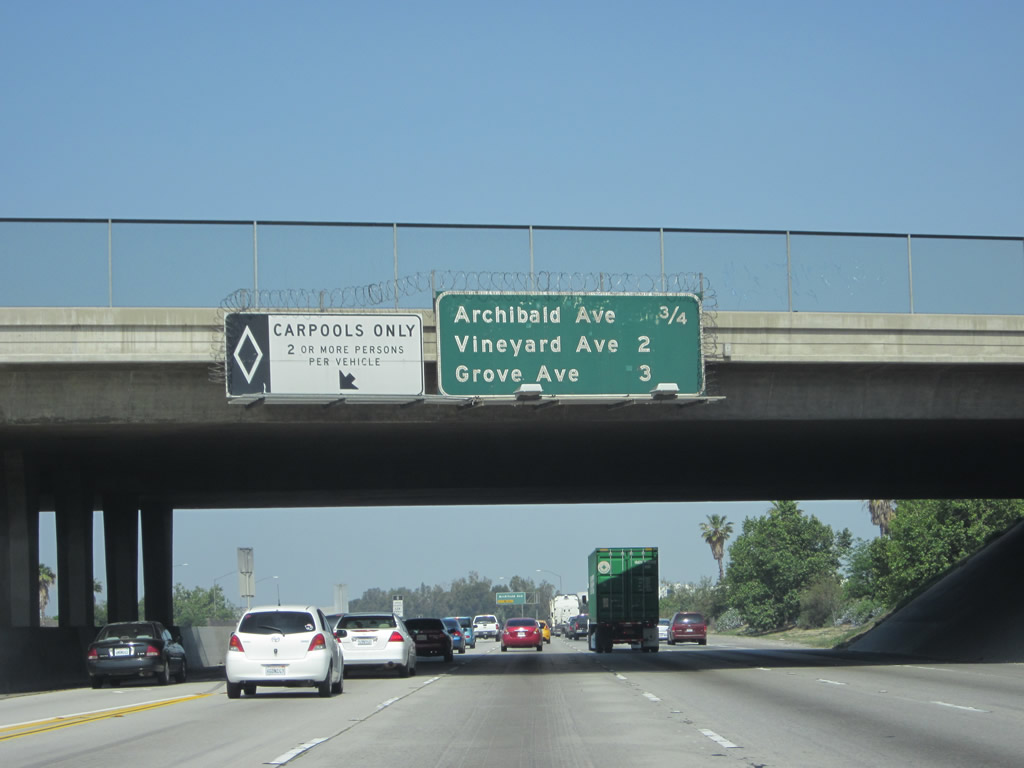 CARPOOLS ONLY
2 OR MORE PERSONS
PER VEHICLE
Archibald Ave 3/4
Vineyard Ave 2
Grove Ave 3